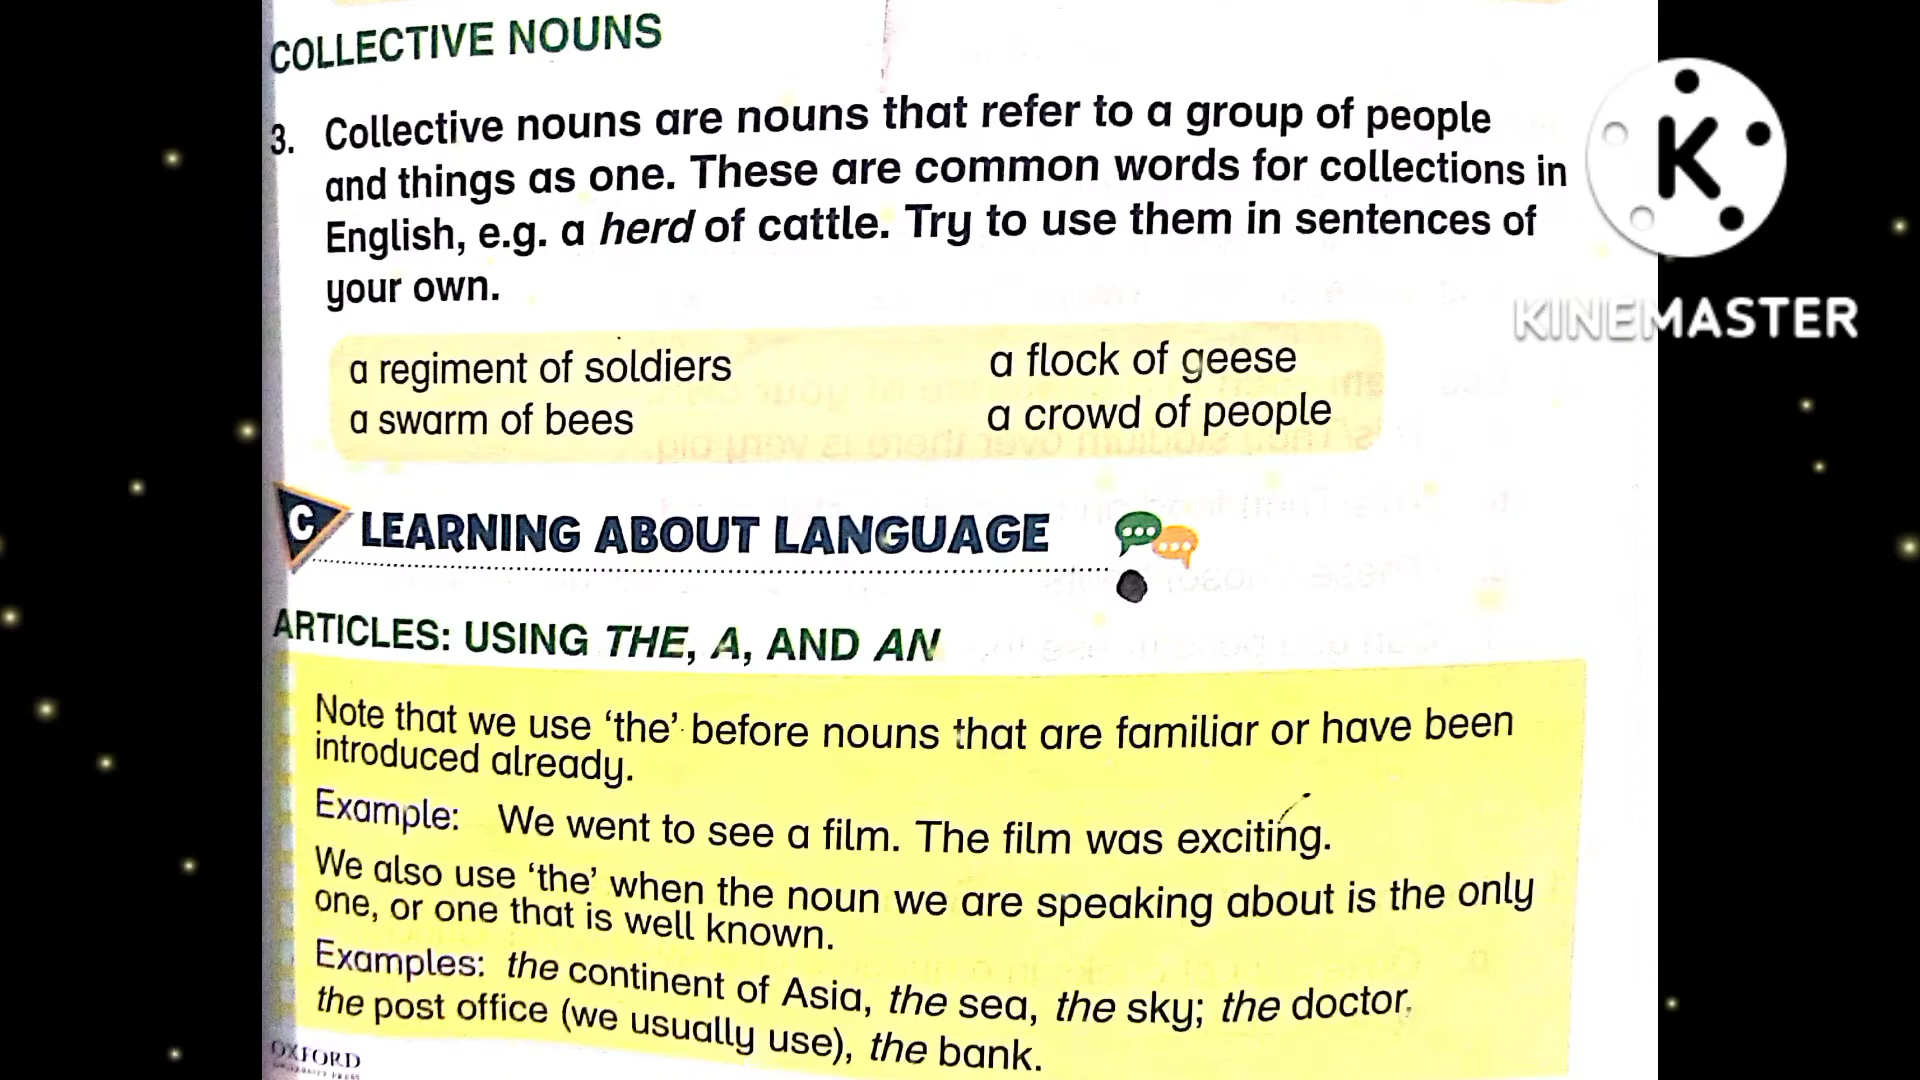 COLLECTIVE NOUNS
3. Collective nouns are nouns that refer to a group of people
and things as one. These are common words for collections in
English, e.g. a herd of cattle. Try to use them in sentences of
your own.
a regiment of soldiers
a flock of geese
a swarm of bees
a crowd of people
K
KINEMASTER
C LEARNING ABOUT LANGUAGE
ARTICLES: USING THE, A, AND AN
Note that we use ‘the’ before nouns that are familiar or have been
introduced already.
Example: We went to see a film. The film was exciting.
We also use ‘the’ when the noun we are speaking about is the only
one, or one that is well known.
Examples: the continent of Asia, the sea, the sky; the doctor,
the post office (we usually use), the bank.
OXFORD